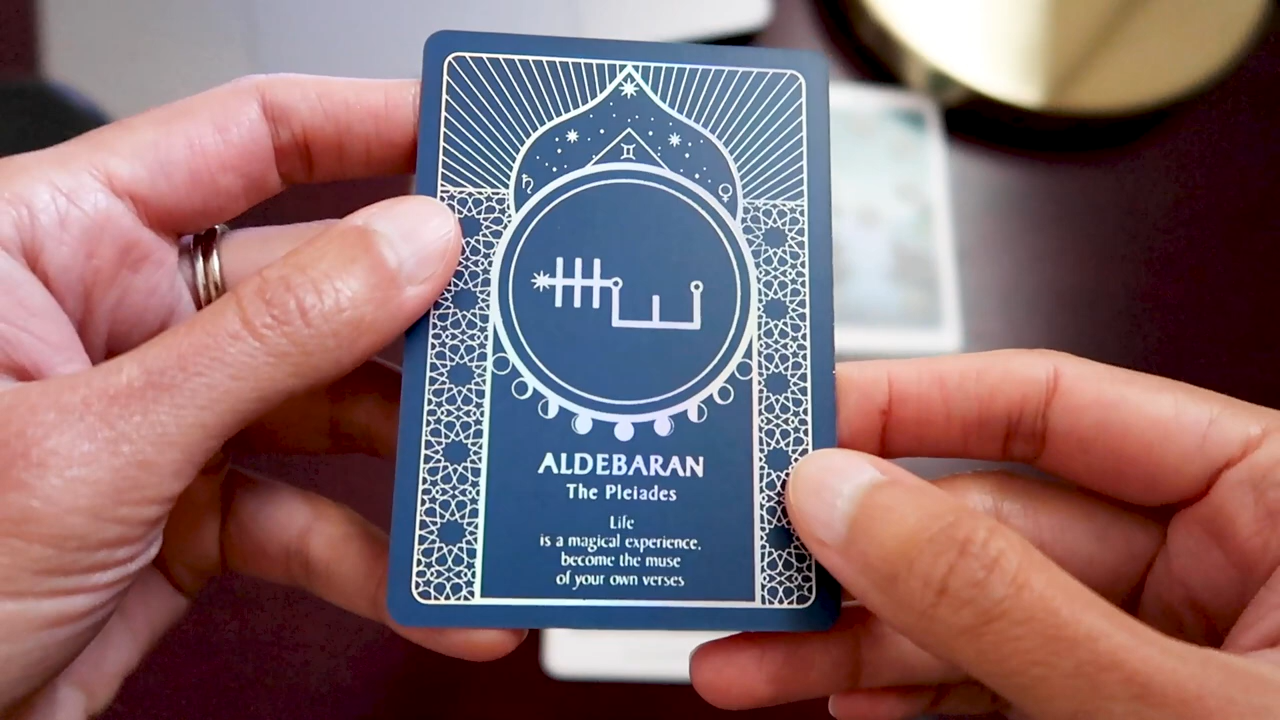 ♊
♄ ♀
ALDEBARAN
The Pleiades
Life
is a magical experience,
become the muse
of your own verses